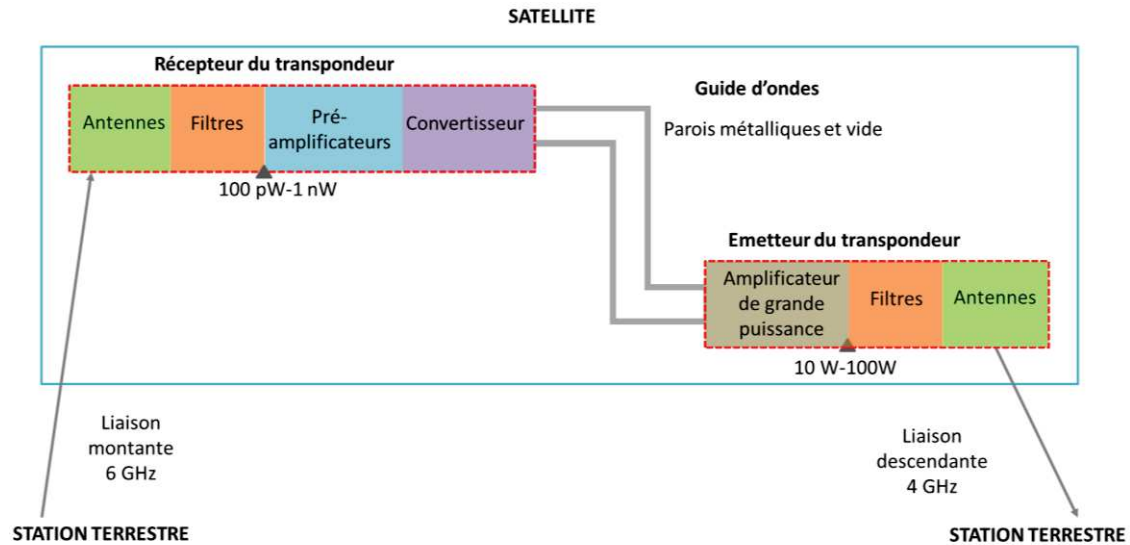 SATELLITE
Récepteur du transpondeur
Antennes
Filtres
Pré-
amplificateurs
Convertisseur
100 pW-1 nW
Guide d'ondes
Parois métalliques et vide
Emetteur du transpondeur
Amplificateur
de grande
puissance
Filtres
Antennes
10 W-100W
Liaison
montante
6 GHz
Liaison
descendante
4 GHz
STATION TERRESTRE
STATION TERRESTRE